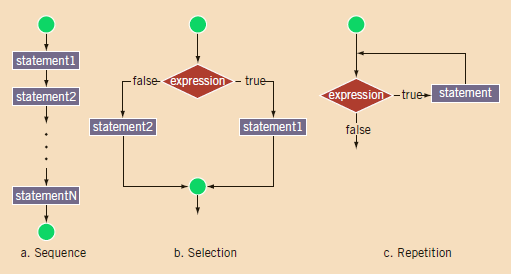 statement1
statement2
statementN
a. Sequence
false
expression
true
statement2
statement1
b. Selection
expression
true
statement
false
c. Repetition